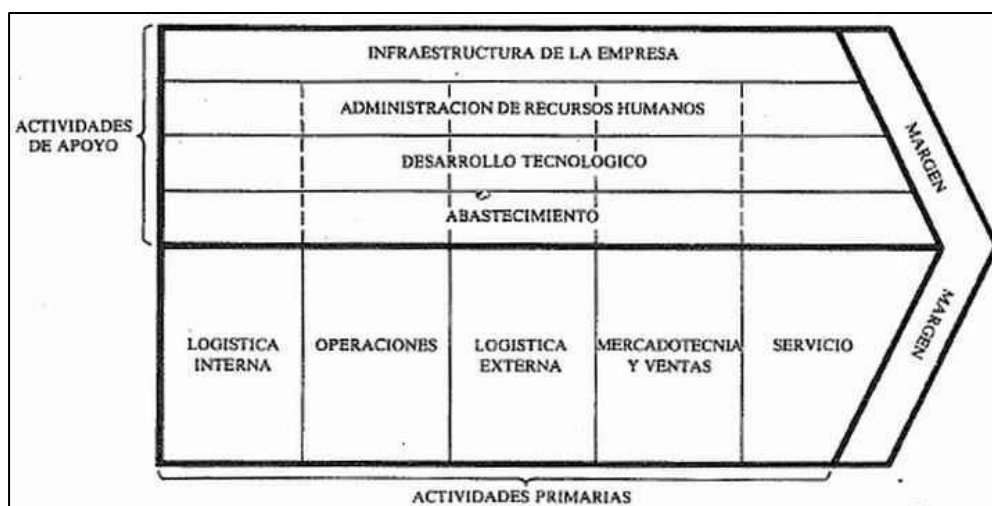 INFRAESTRUCTURA DE LA EMPRESA
ADMINISTRACION DE RECURSOS HUMANOS
ACTIVIDADES
DE APOYO
DESARROLLO TECNOLOGICO
ABASTECIMIENTO
MARGEN
LOGISTICA
INTERNA
OPERACIONES
LOGISTICA
EXTERNA
MERCADOTECNIA
Y VENTAS
SERVICIO
MARGEN
ACTIVIDADES PRIMARIAS